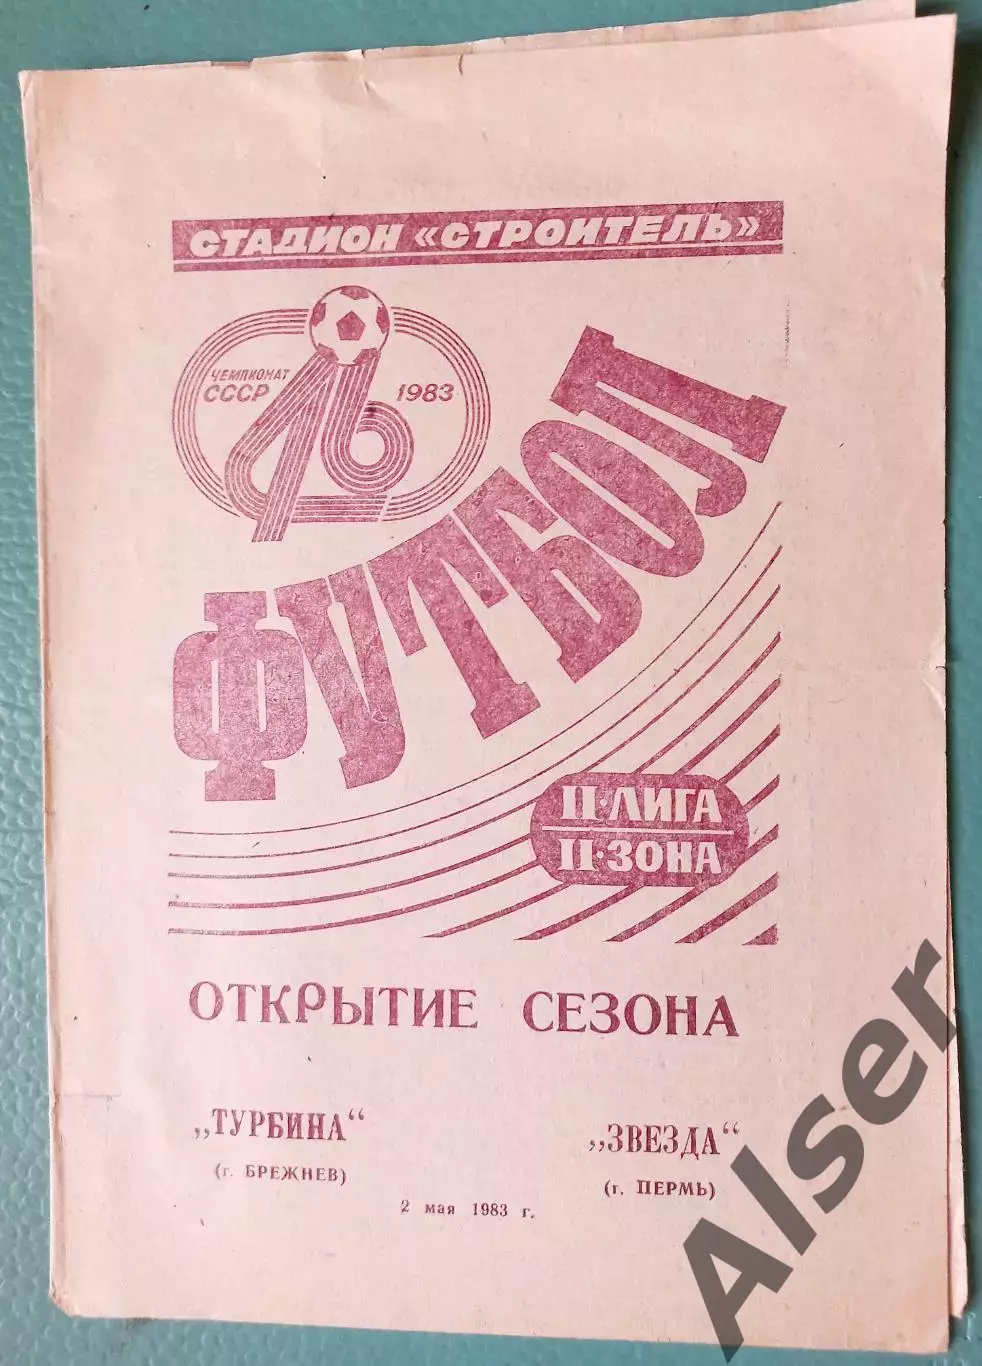 СТАДИОН «СТРОИТЕЛЬ»
ЧЕМПИОНАТ
СССР
46
1983
ФУТБОЛ
II·ЛИГА
II·ЗОНА
ОТКРЫТИЕ СЕЗОНА
„ТУРБИНА“
(г. БРЕЖНЕВ)
„ЗВЕЗДА“
(г. ПЕРМЬ)
2 мая 1983 г.
Alser